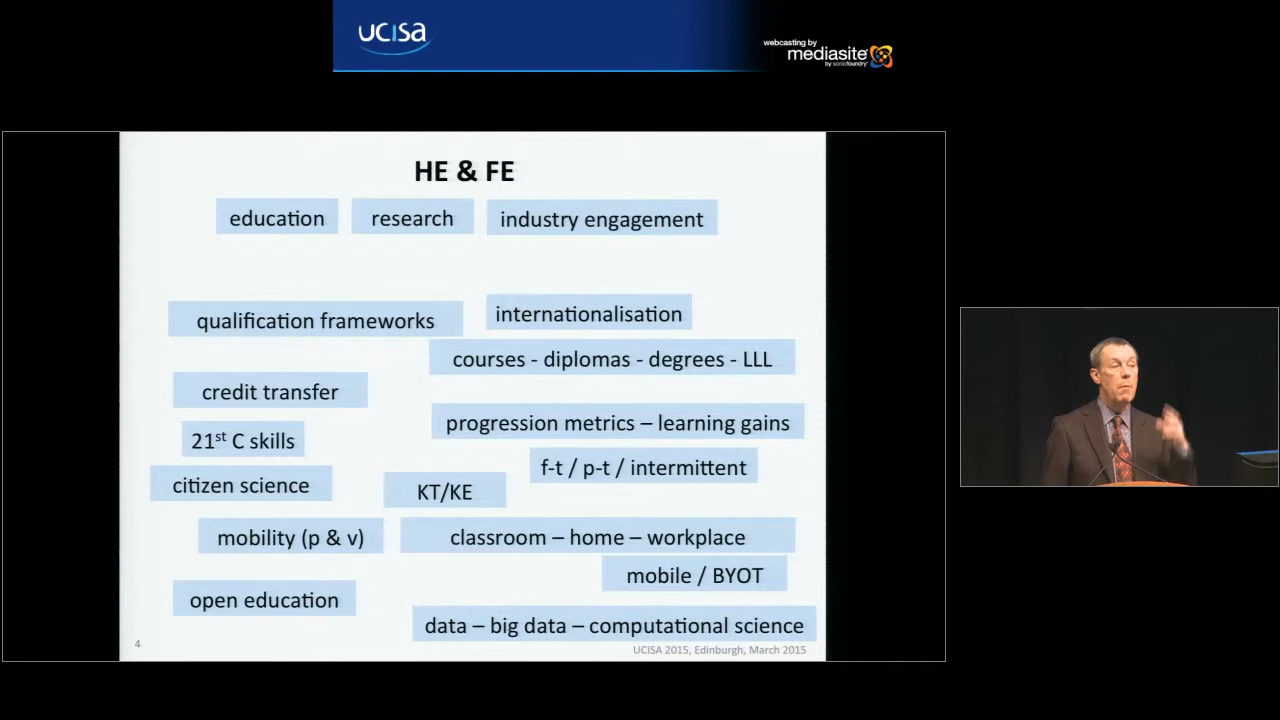 ucisa
webcasting by
mediasite
by sonicfoundry
HE & FE
education
research
industry engagement
qualification frameworks
internationalisation
courses - diplomas - degrees - LLL
credit transfer
progression metrics – learning gains
21st C skills
f-t / p-t / intermittent
citizen science
KT/KE
mobility (p & v)
classroom – home – workplace
mobile / BYOT
open education
data – big data – computational science
4
UCISA 2015, Edinburgh, March 2015